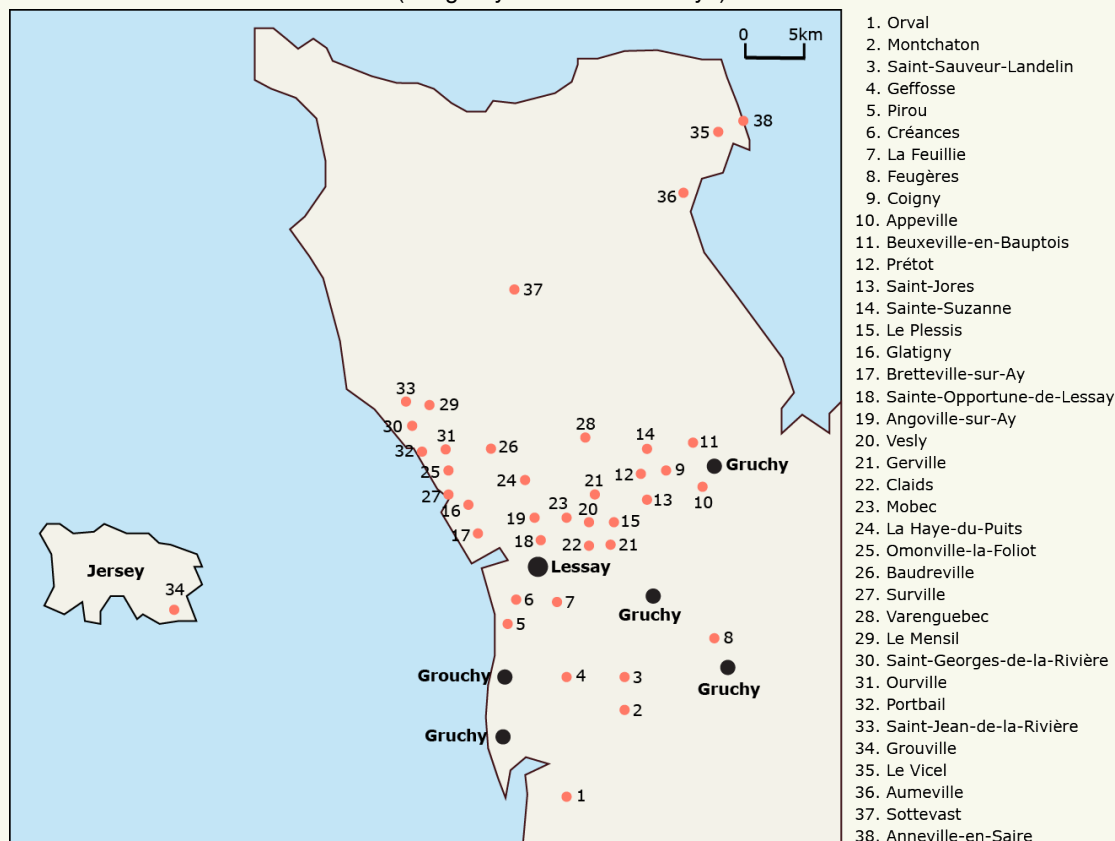 0 5km
38
35
36
37
33
29
30
28
14
31
32
26
11
Gruchy
25
24
12
9
21
27
10
13
16
23
20
19
15
17
18
22
21
Lessay
Jersey
34
6
7
Gruchy
5
8
Grouchy
4
3
Gruchy
2
Gruchy
1
1. Orval
2. Montchaton
3. Saint-Sauveur-Landelin
4. Geffosse
5. Pirou
6. Créances
7. La Feuillie
8. Feugères
9. Coigny
10. Appeville
11. Beuxeville-en-Bauptois
12. Prétot
13. Saint-Jores
14. Sainte-Suzanne
15. Le Plessis
16. Glatigny
17. Bretteville-sur-Ay
18. Sainte-Opportune-de-Lessay
19. Angoville-sur-Ay
20. Vesly
21. Gerville
22. Claids
23. Mobec
24. La Haye-du-Puits
25. Omonville-la-Foliot
26. Baudreville
27. Surville
28. Varenguebec
29. Le Mensil
30. Saint-Georges-de-la-Rivière
31. Ourville
32. Portbail
33. Saint-Jean-de-la-Rivière
34. Grouville
35. Le Vicel
36. Aumeville
37. Sottevast
38. Anneville-en-Saire